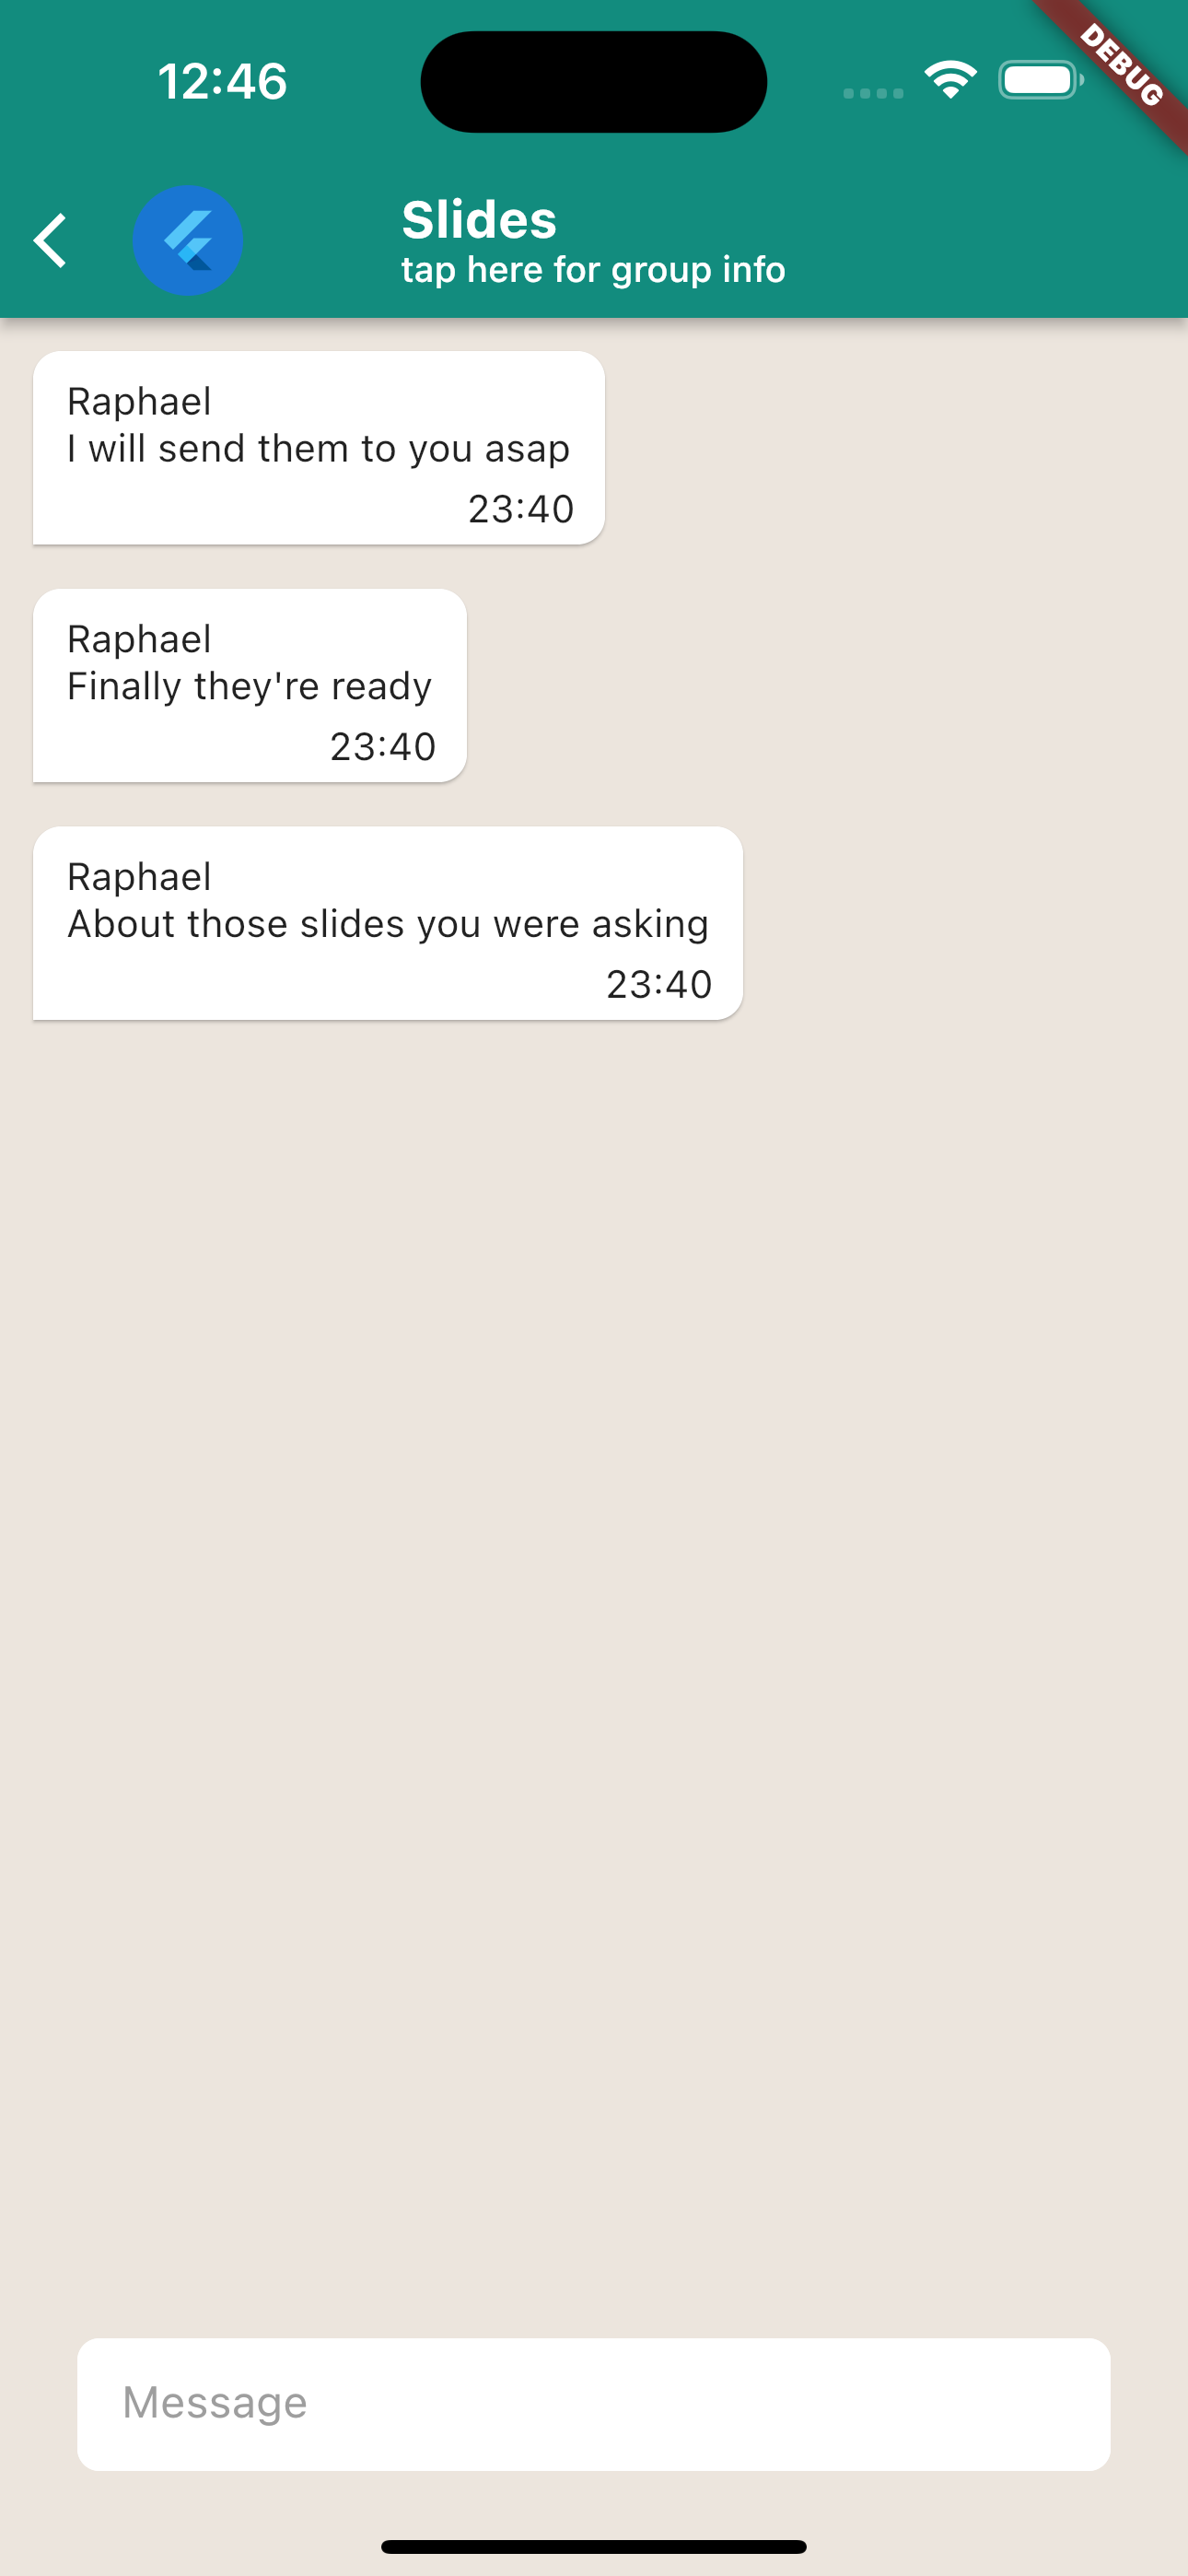 12:46
DEBUG
Slides
tap here for group info
Raphael
I will send them to you asap
23:40
Raphael
Finally they're ready
23:40
Raphael
About those slides you were asking
23:40
Message